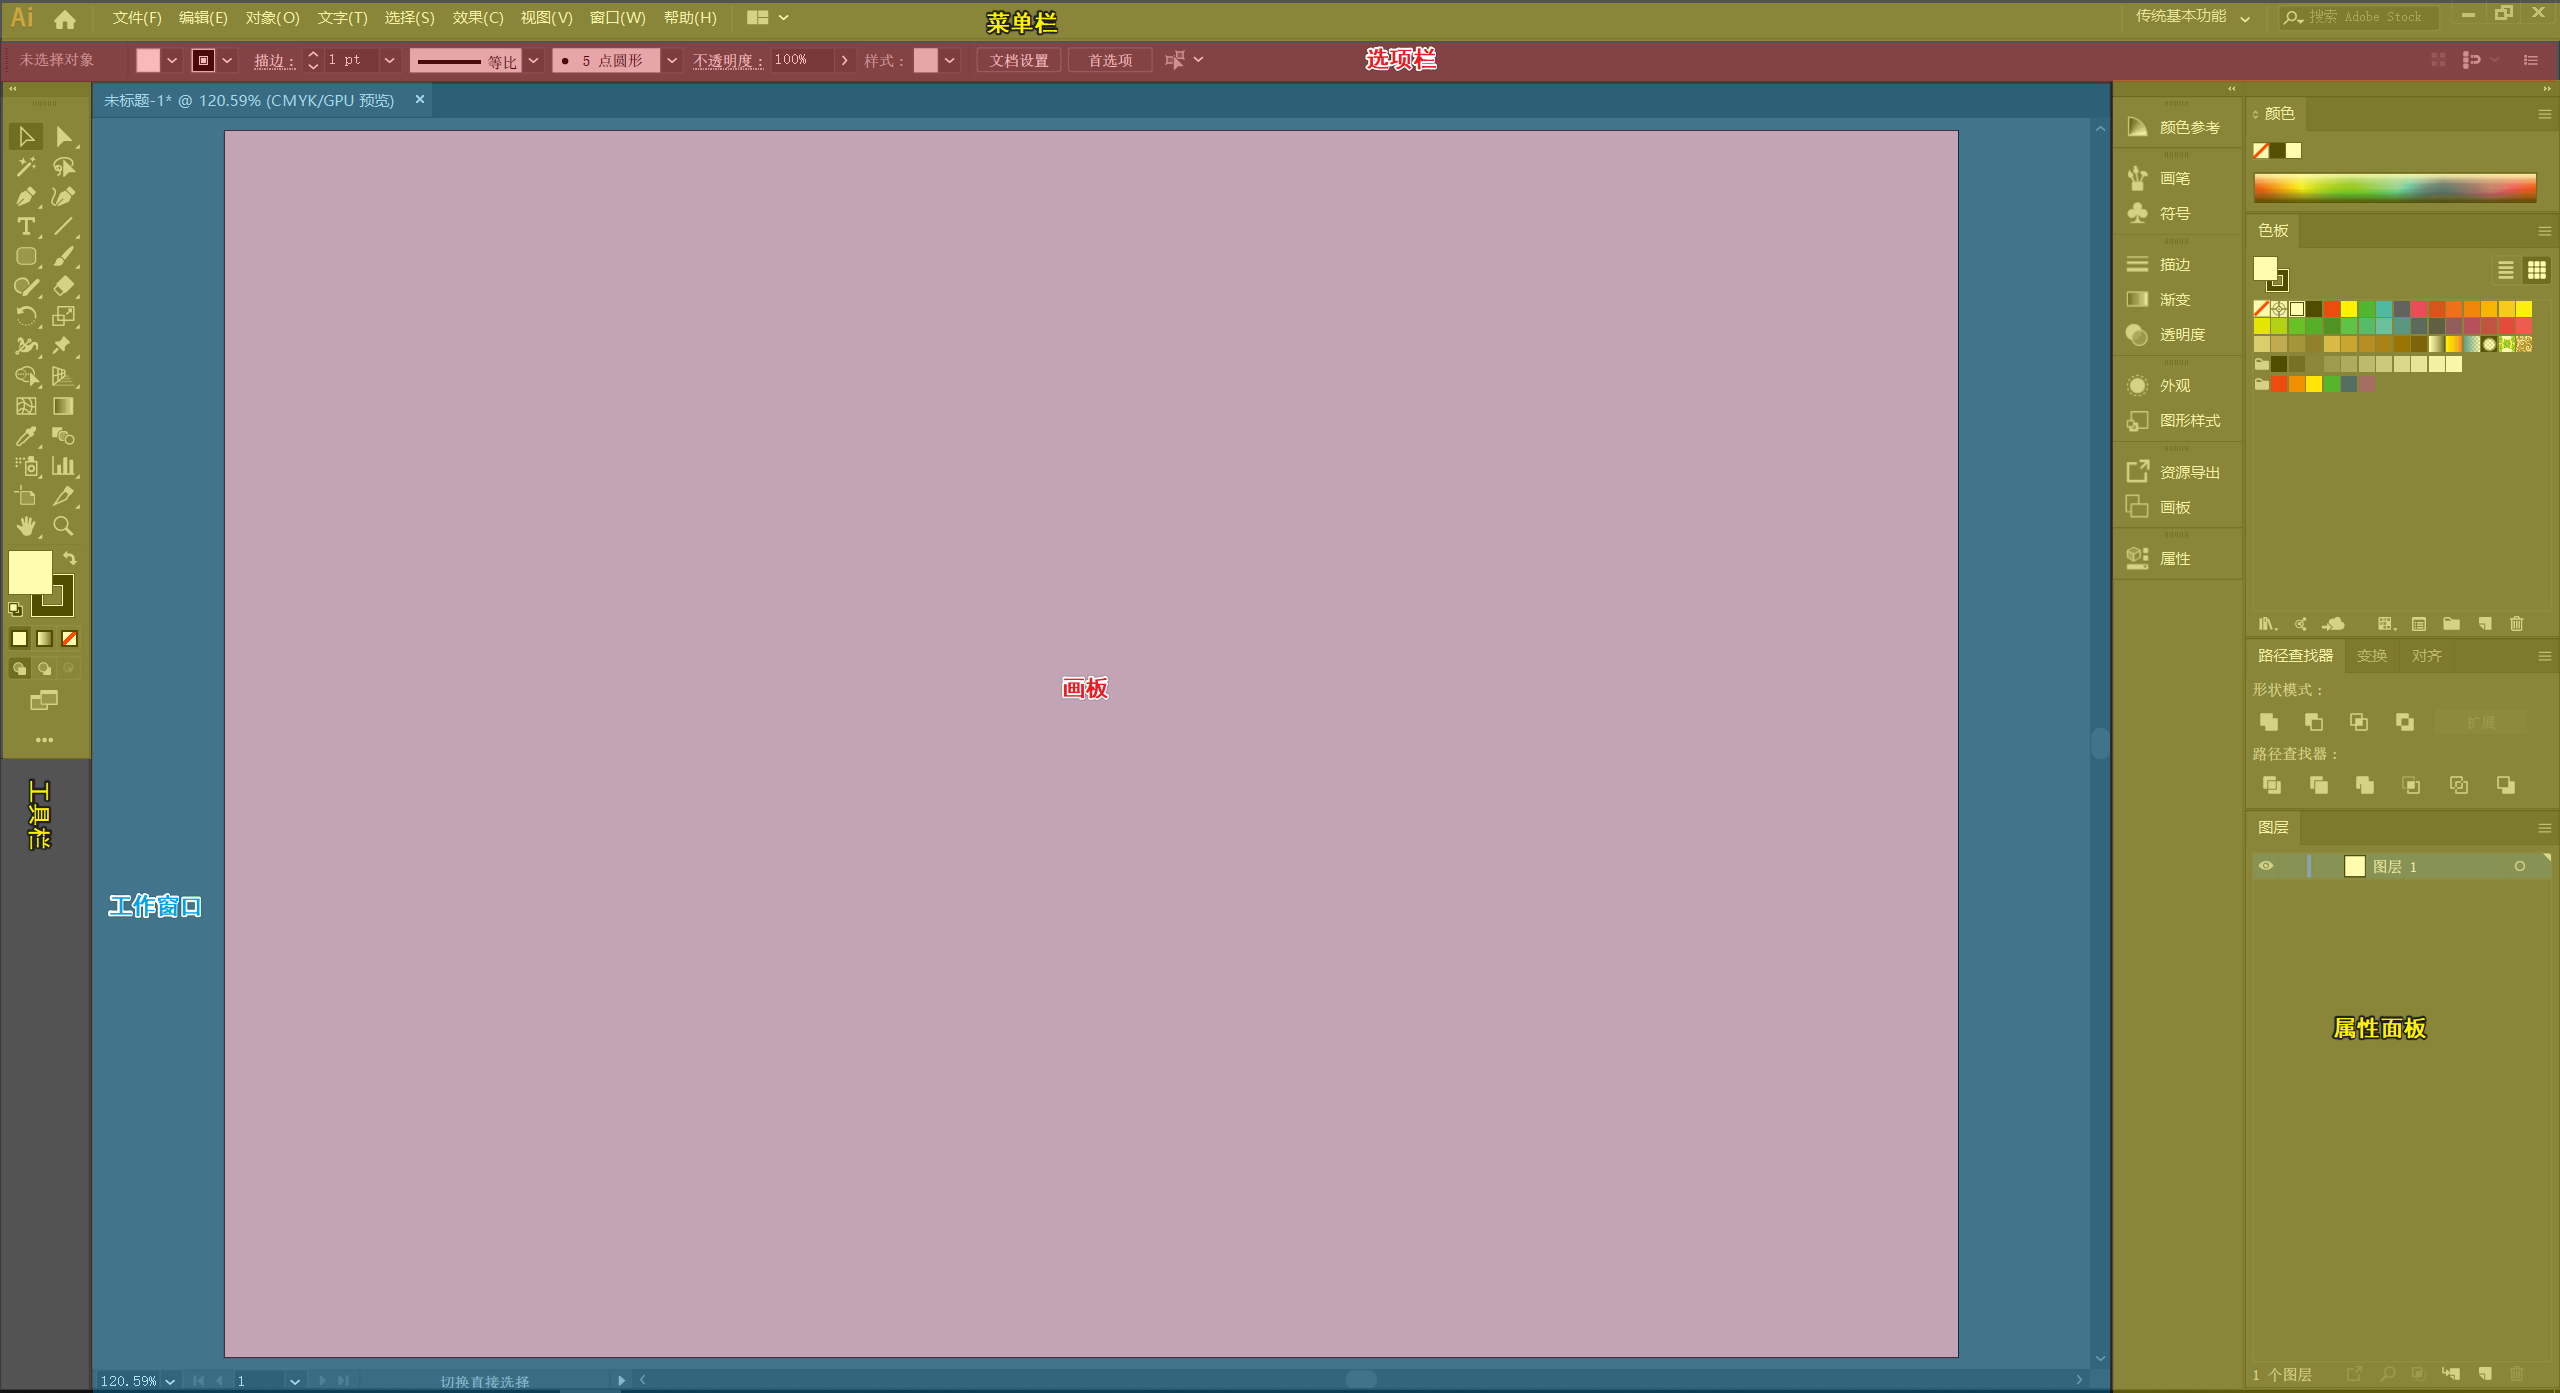 Ai 文件(F) 编辑(E) 对象(O) 文字(T) 选择(S) 效果(C) 视图(V) 窗口(W) 帮助(H) 菜单栏 传统基本功能 搜索 Adobe Stock
未选择对象 描边： 1 pt 等比 5 点圆形 不透明度： 100% 样式： 文档设置 首选项 选项栏
未标题-1* @ 120.59% (CMYK/GPU 预览) ×
工具栏
工作窗口
画板
颜色参考
画笔
符号
描边
渐变
透明度
外观
图形样式
资源导出
画板
属性
颜色
色板
路径查找器 变换 对齐
形状模式：
扩展
路径查找器：
图层
图层 1
属性面板
1 个图层
120.59% 1 切换直接选择